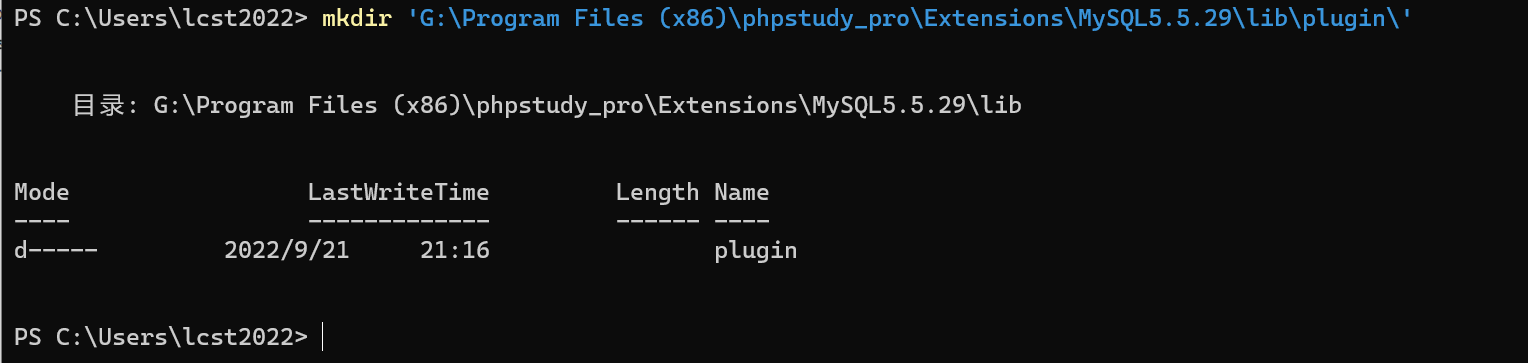 PS C:\Users\lcst2022> mkdir 'G:\Program Files (x86)\phpstudy_pro\Extensions\MySQL5.5.29\lib\plugin\'
目录: G:\Program Files (x86)\phpstudy_pro\Extensions\MySQL5.5.29\lib
Mode LastWriteTime Length Name
---- ------------- ------ ----
d----- 2022/9/21 21:16 plugin
PS C:\Users\lcst2022>